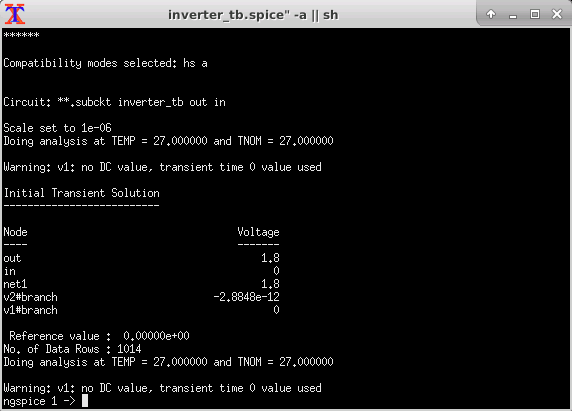 inverter_tb.spice" -a || sh
******
Compatibility modes selected: hs a
Circuit: **.subckt inverter_tb out in
Scale set to 1e-06
Doing analysis at TEMP = 27.000000 and TNOM = 27.000000
Warning: v1: no DC value, transient time 0 value used
Initial Transient Solution
--------------------------
Node Voltage
---- -------
out 1.8
in 0
net1 1.8
v2#branch -2.8848e-12
v1#branch 0
Reference value : 0.00000e+00
No. of Data Rows : 1014
Doing analysis at TEMP = 27.000000 and TNOM = 27.000000
Warning: v1: no DC value, transient time 0 value used
ngspice 1 ->